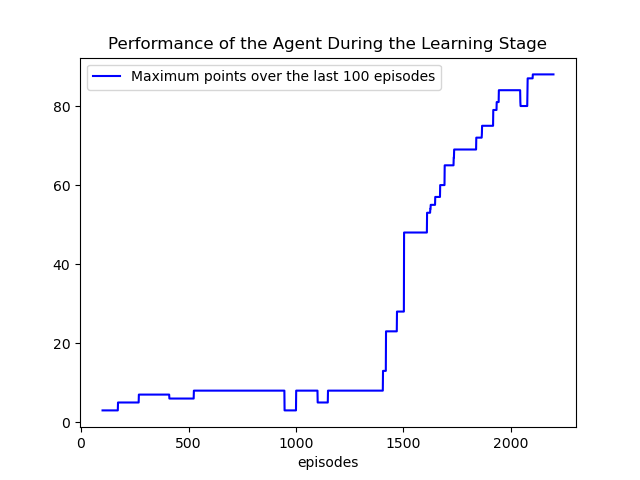 Performance of the Agent During the Learning Stage
Maximum points over the last 100 episodes
80
60
40
20
0
0 500 1000 1500 2000
episodes